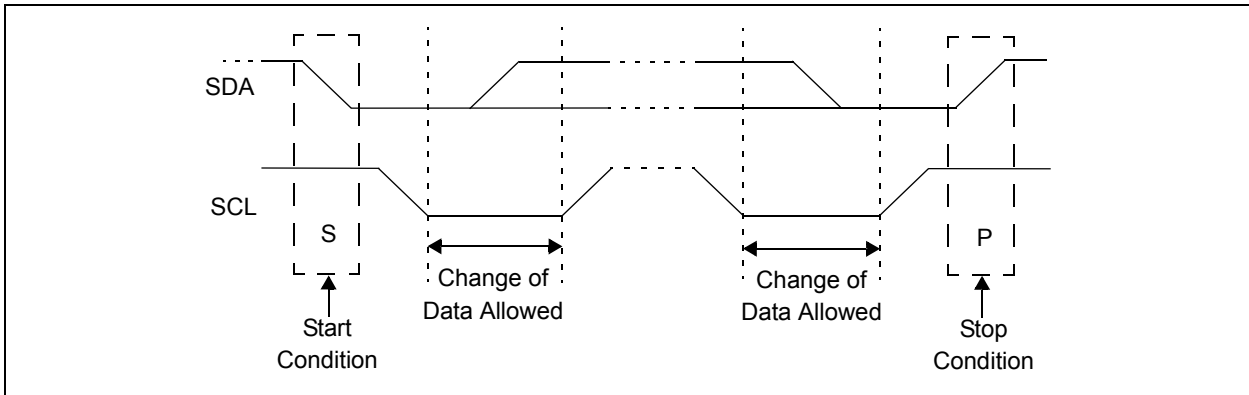 SDA
SCL
S
P
Change of
Data Allowed
Change of
Data Allowed
Start
Condition
Stop
Condition